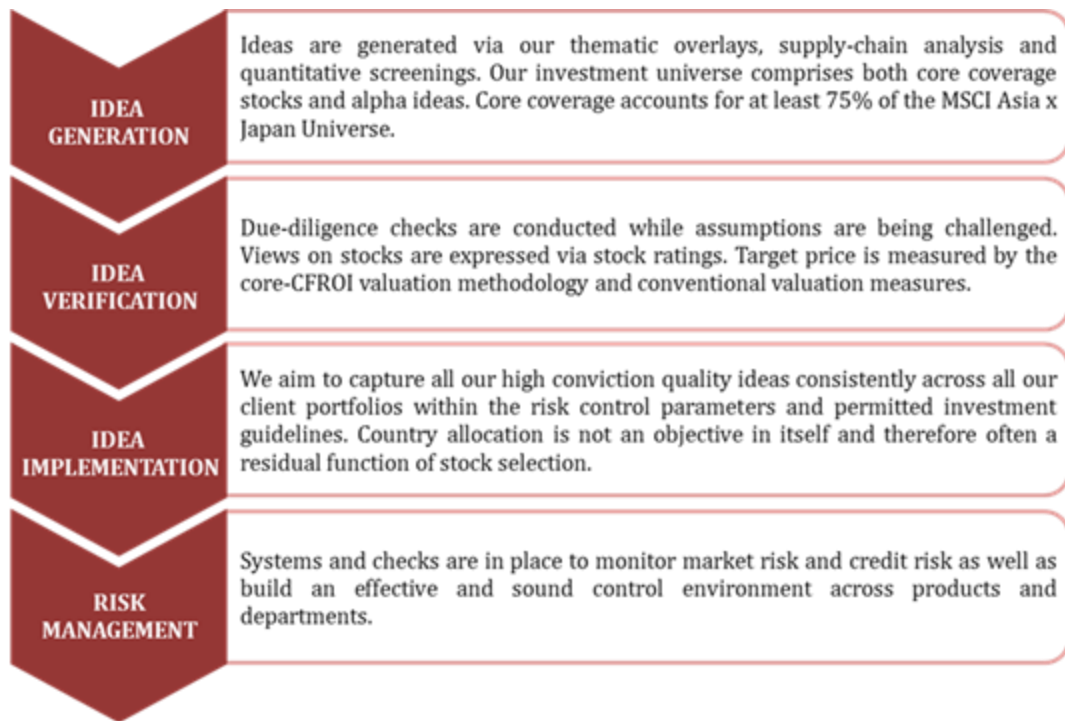 IDEA
GENERATION
Ideas are generated via our thematic overlays, supply-chain analysis and
quantitative screenings. Our investment universe comprises both core coverage
stocks and alpha ideas. Core coverage accounts for at least 75% of the MSCI Asia x
Japan Universe.
IDEA
VERIFICATION
Due-diligence checks are conducted while assumptions are being challenged.
Views on stocks are expressed via stock ratings. Target price is measured by the
core-CFROI valuation methodology and conventional valuation measures.
IDEA
IMPLEMENTATION
We aim to capture all our high conviction quality ideas consistently across all our
client portfolios within the risk control parameters and permitted investment
guidelines. Country allocation is not an objective in itself and therefore often a
residual function of stock selection.
RISK
MANAGEMENT
Systems and checks are in place to monitor market risk and credit risk as well as
build an effective and sound control environment across products and
departments.